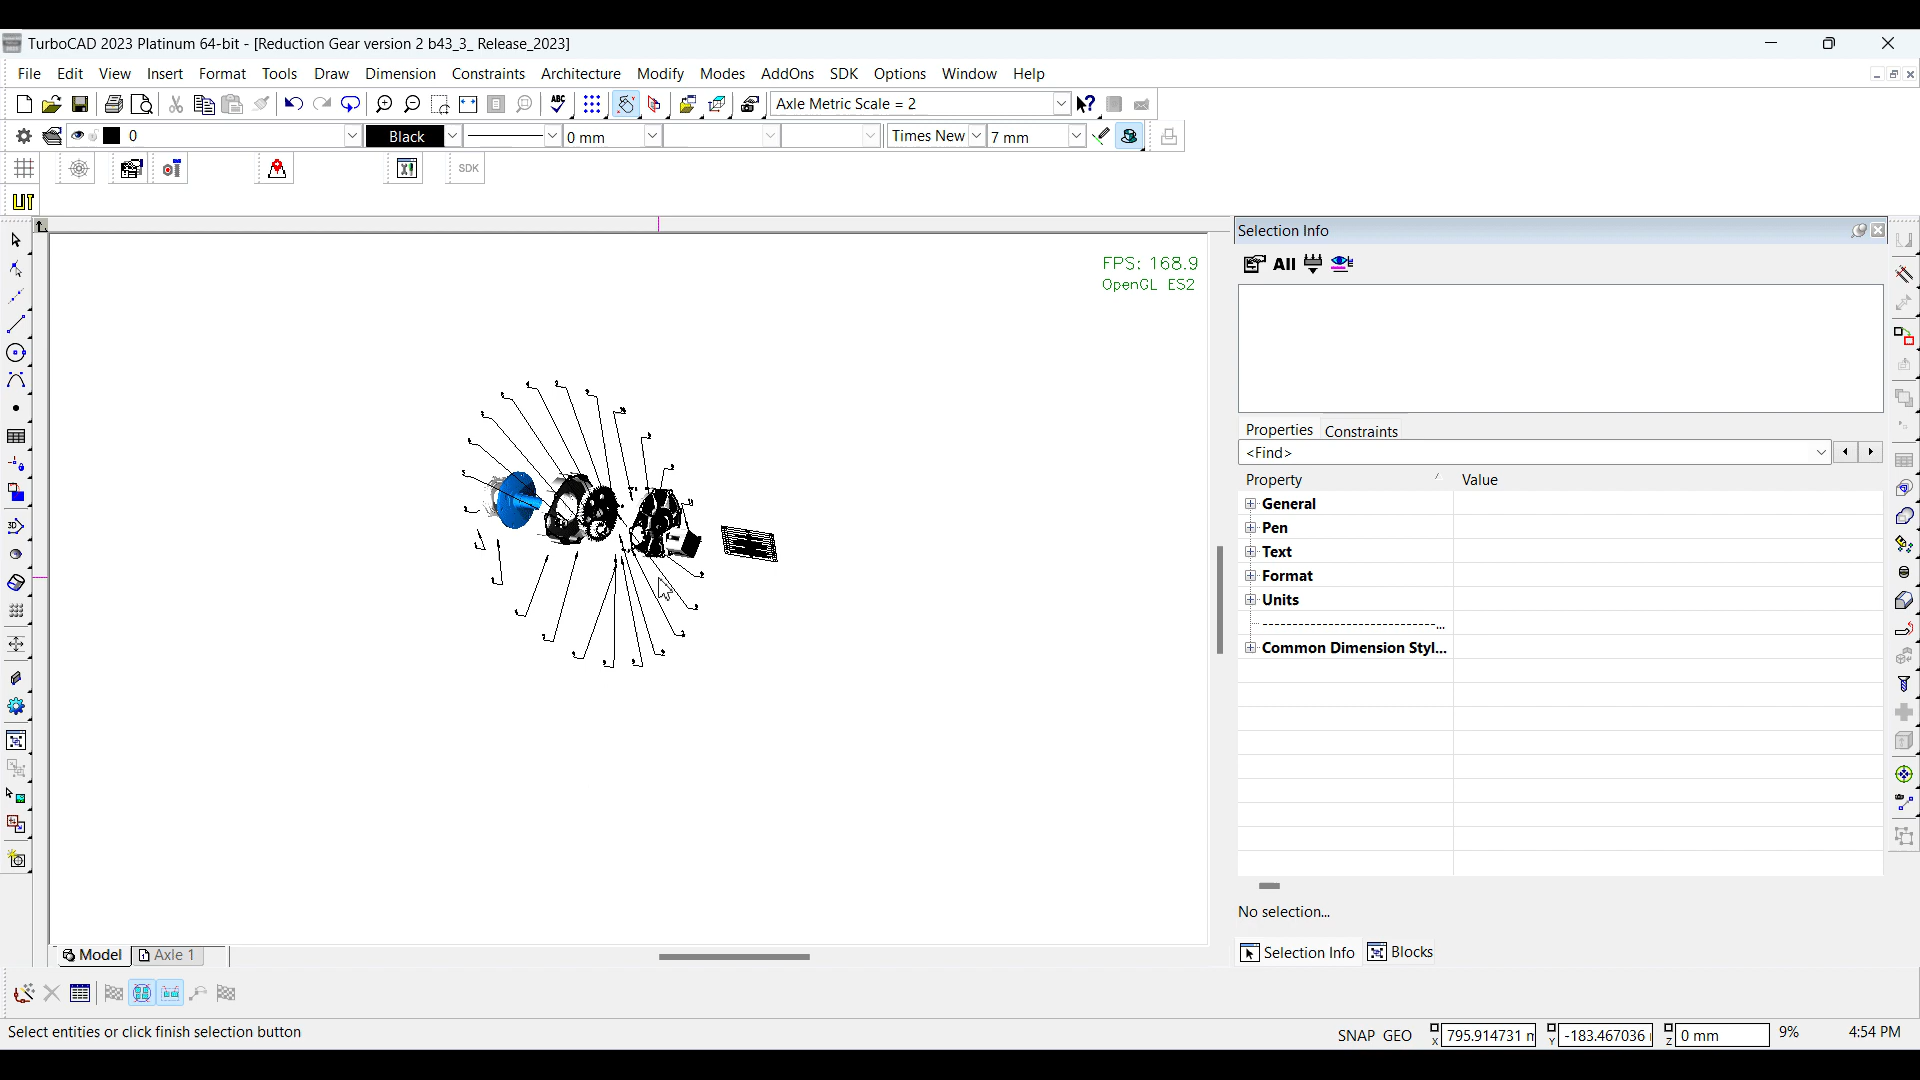 TurboCAD 2023 Platinum 64-bit - [Reduction Gear version 2 b43_3_ Release_2023]
File Edit View Insert Format Tools Draw Dimension Constraints Architecture Modify Modes AddOns SDK Options Window Help
ABC Axle Metric Scale = 2
0 Black 0 mm Times New 7 mm
SDK
Selection Info
FPS: 168.9
OpenGL ES2
All
Properties Constraints
<Find>
Property Value
General
Pen
Text
Format
Units
Common Dimension Styl...
No selection...
Selection Info Blocks
Model Axle 1
Select entities or click finish selection button
SNAP GEO X 795.914731 Y -183.467036 Z 0 mm 9% 4:54 PM